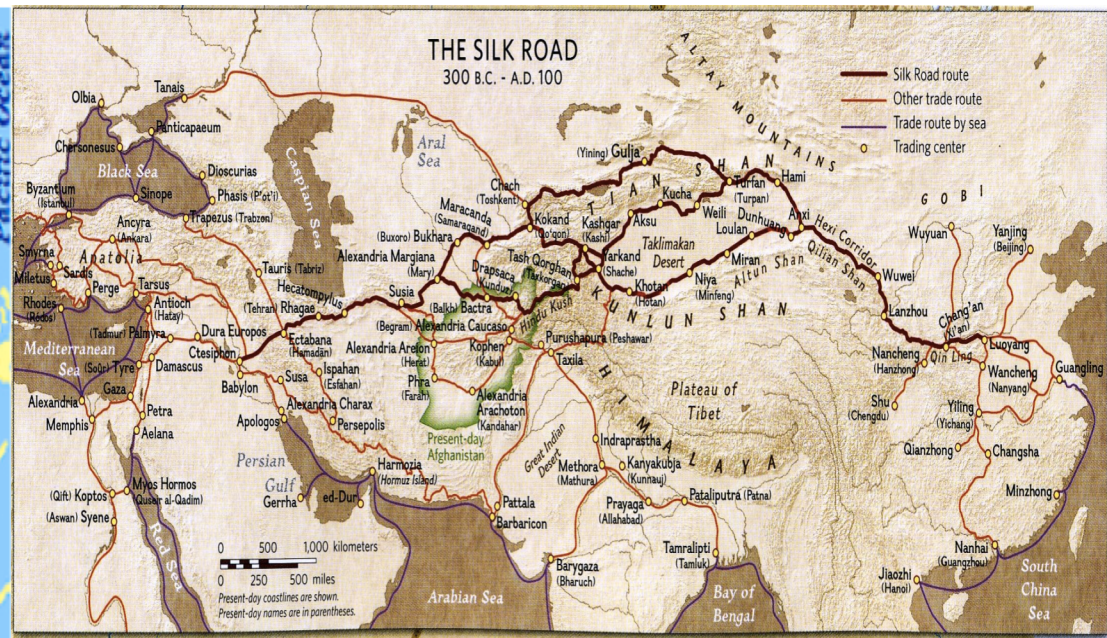 Pacific Ocean
THE SILK ROAD
300 B.C. - A.D. 100
Silk Road route
Other trade route
Trade route by sea
Trading center
ALTAY MOUNTAINS
Tanais
Olbia
Panticapaeum
Chersonesus
Black Sea
Dioscurias
Phasis (P'ot'i)
Byzantium
(Istanbul)
Sinope
Trapezus (Trabzon)
Caspian Sea
Aral
Sea
Ancyra
(Ankara)
Anatolia
Smyrna
Sardis
Miletus
Perge
Tarsus
Rhodes
(Ródos)
Antioch
(Hatay)
Tauris (Tabriz)
Hecatompylus
(Tehran) Rhagae
Mediterranean
Sea
(Tadmur) Palmyra
Dura Europos
Ctesiphon
Ectabana
(Hamadān)
(Soûr) Tyre
Damascus
Babylon
Susa
Ispahan
(Esfahan)
Gaza
Alexandria
Memphis
Petra
Aelana
Alexandria Charax
Apologos
Persepolis
(Qift) Koptos
Myos Hormos
(Quseir al-Qadim)
(Aswan) Syene
Red Sea
Persian
Gulf
Gerrha
ed-Dur
Harmozia
(Hormuz Island)
0 500 1,000 kilometers
0 250 500 miles
Present-day coastlines are shown.
Present-day names are in parentheses.
Arabian Sea
(Yining) Gulja
TIAN SHAN
Chach
(Toshkent)
Maracanda
(Samarqand)
(Buxoro) Bukhara
Kokand
(Qo'qon)
Kashgar
(Kashi)
Aksu
Kucha
Weili
Turfan
(Turpan)
Hami
Alexandria Margiana
(Mary)
Drapsaca
(Kunduz)
Tash Qorghan
(Taxkorgan)
Yarkand
(Shache)
Taklimakan
Desert
Loulan
Dunhuang
Anxi
Hexi Corridor
Miran
Altun Shan
Qilian Shan
Niya
(Minfeng)
Khotan
(Hotan)
KUNLUN SHAN
Susia
(Balkh) Bactra
(Begram) Alexandria Caucaso
Hindu Kush
Alexandria Areion
(Herat)
Kophen
(Kabul)
Purushapura (Peshawar)
Taxila
Phra
(Farah)
Alexandria
Arachoton
(Kandahar)
Present-day
Afghanistan
HIMALAYA
Plateau of
Tibet
Great Indian
Desert
Indraprastha
Methora
(Mathura)
Kanyakubja
(Kunnauj)
Pattala
Barbaricon
Prayaga
(Allahabad)
Pataliputra (Patna)
Barygaza
(Bharuch)
Tamralipti
(Tamluk)
Bay of
Bengal
GOBI
Wuyuan
Yanjing
(Beijing)
Wuwei
Lanzhou
Chang'an
(Xi'an)
Luoyang
Nancheng
(Hanzhong)
Qin Ling
Wancheng
(Nanyang)
Guangling
Shu
(Chengdu)
Yiling
(Yichang)
Qianzhong
Changsha
Minzhong
Nanhai
(Guangzhou)
Jiaozhi
(Hanoi)
South
China
Sea